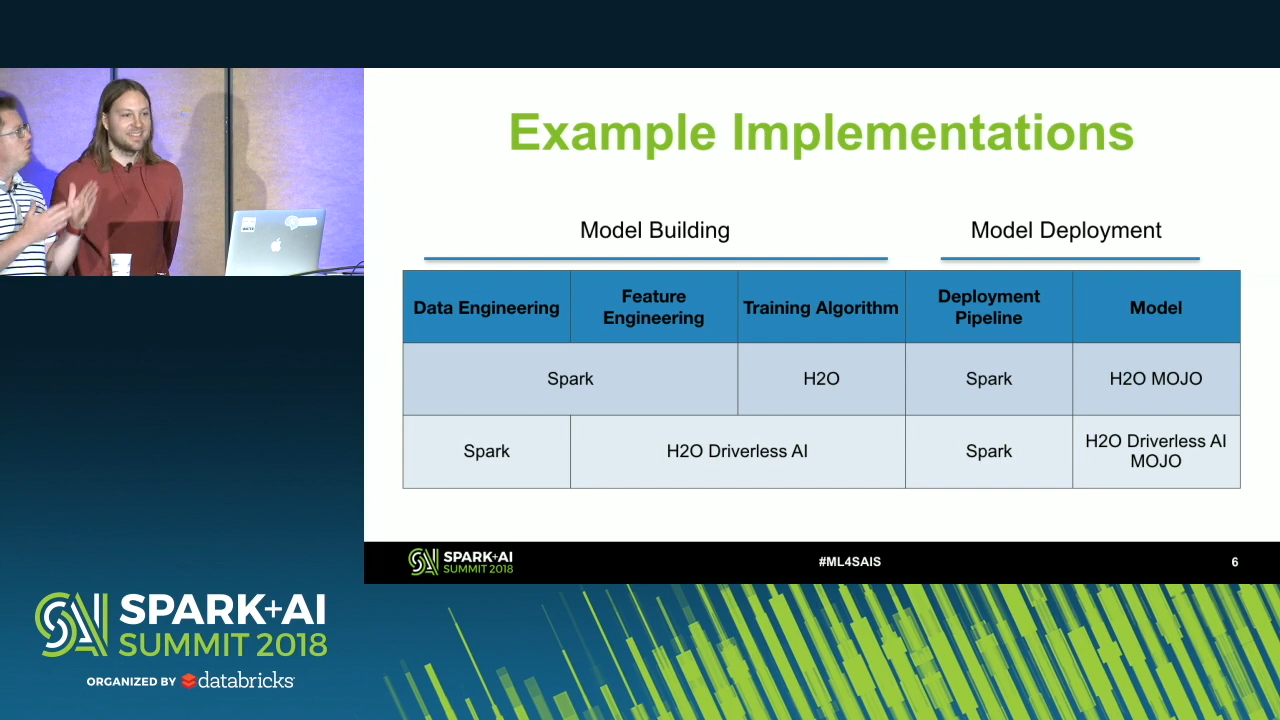 Example Implementations
Model Building
Model Deployment
Data Engineering
Feature
Engineering
Training Algorithm
Deployment
Pipeline
Model
Spark
H2O
Spark
H2O MOJO
Spark
H2O Driverless AI
Spark
H2O Driverless AI
MOJO
SPARK+AI
SUMMIT 2018
#ML4SAIS
6
SPARK+AI
SUMMIT 2018
ORGANIZED BY databricks